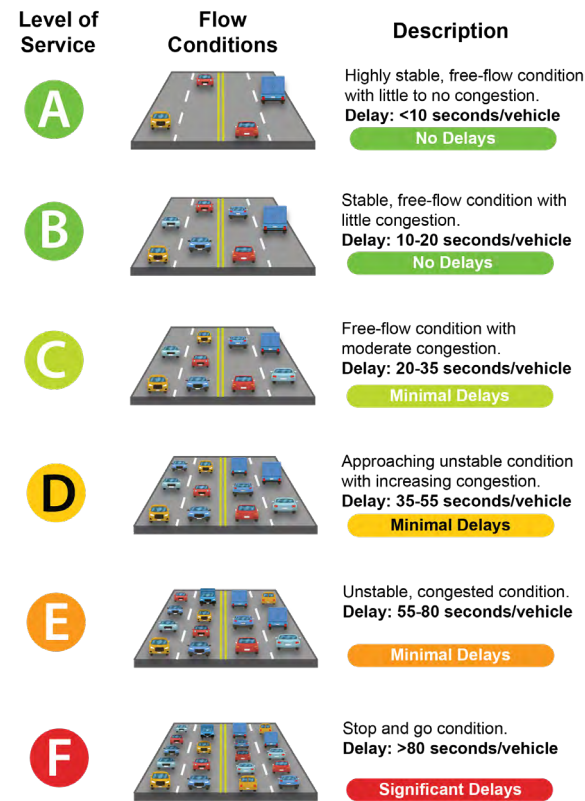 Level of
Service
Flow
Conditions
Description
A
Highly stable, free-flow condition
with little to no congestion.
Delay: <10 seconds/vehicle
No Delays
B
Stable, free-flow condition with
little congestion.
Delay: 10-20 seconds/vehicle
No Delays
C
Free-flow condition with
moderate congestion.
Delay: 20-35 seconds/vehicle
Minimal Delays
D
Approaching unstable condition
with increasing congestion.
Delay: 35-55 seconds/vehicle
Minimal Delays
E
Unstable, congested condition.
Delay: 55-80 seconds/vehicle
Minimal Delays
F
Stop and go condition.
Delay: >80 seconds/vehicle
Significant Delays